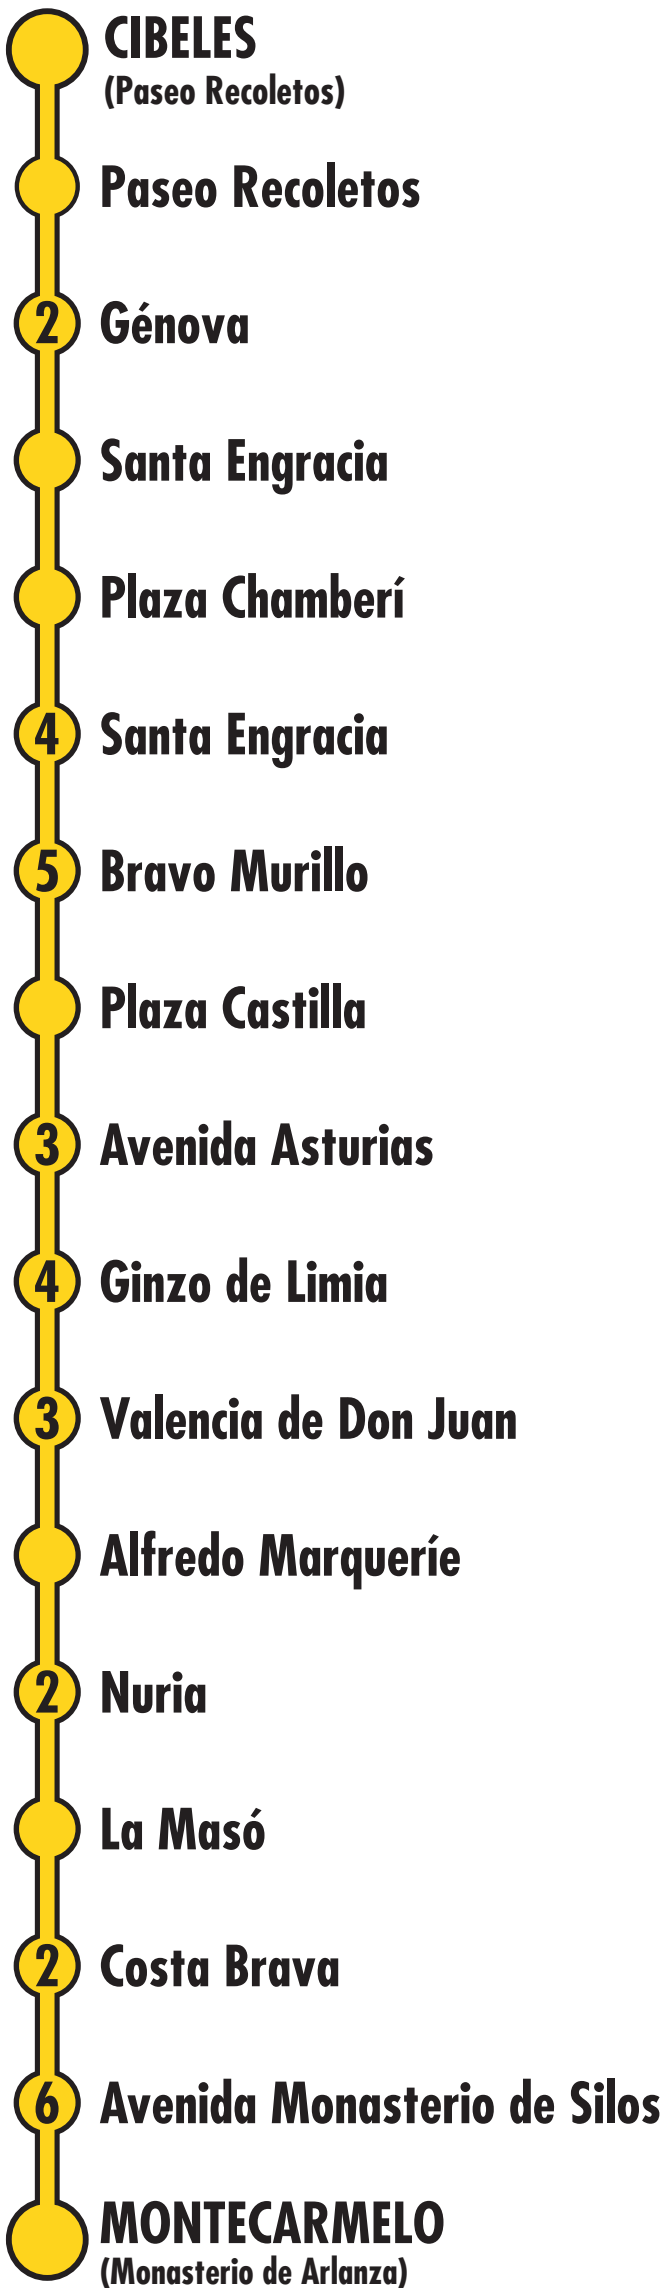 CIBELES
(Paseo Recoletos)
Paseo Recoletos
2 Génova
Santa Engracia
Plaza Chamberí
4 Santa Engracia
5 Bravo Murillo
Plaza Castilla
3 Avenida Asturias
4 Ginzo de Limia
3 Valencia de Don Juan
Alfredo Marqueríe
2 Nuria
La Masó
2 Costa Brava
6 Avenida Monasterio de Silos
MONTECARMELO
(Monasterio de Arlanza)